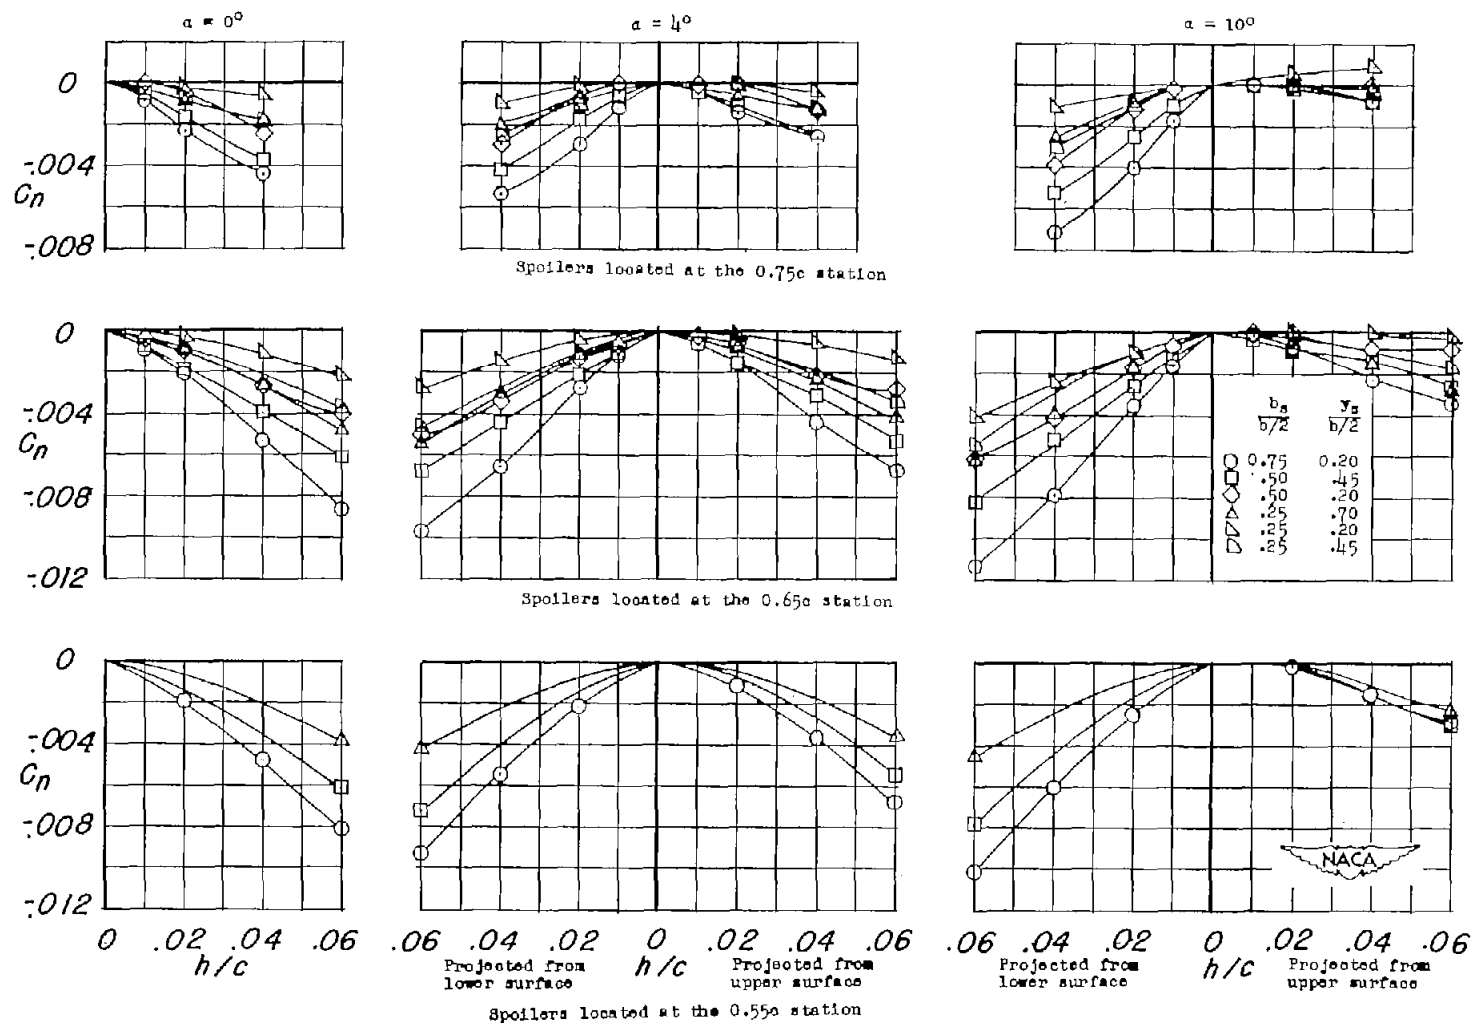 a = 0°
a = 4°
a = 10°
0
-.004
Cn
-.008
Spoilers located at the 0.75c station
0
-.004
Cn
-.008
-.012
bs/b/2 ys/b/2
0.75 0.20
.50 .45
.50 .20
.25 .70
.25 .20
.25 .45
Spoilers located at the 0.65c station
0
-.004
Cn
-.008
-.012
NACA
0 .02 .04 .06
.06 .04 .02 0 .02 .04 .06
.06 .04 .02 0 .02 .04 .06
h/c
Projected from
lower surface
h/c
Projected from
upper surface
Projected from
lower surface
h/c
Projected from
upper surface
Spoilers located at the 0.55c station